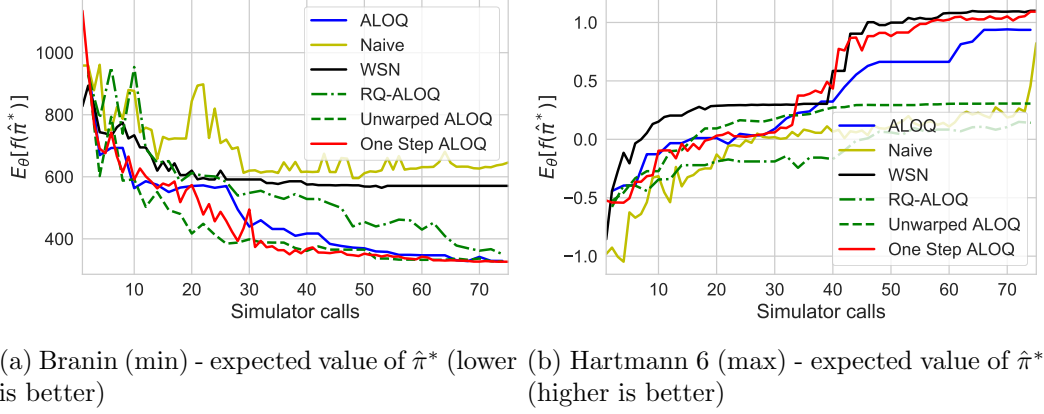 1000
800
600
400
10
20
30
40
50
60
70
Simulator calls
E_θ[f(π̂*)]
ALOQ
Naive
WSN
RQ-ALOQ
Unwarped ALOQ
One Step ALOQ
1.0
0.5
0.0
−0.5
−1.0
10
20
30
40
50
60
70
Simulator calls
E_θ[f(π̂*)]
ALOQ
Naive
WSN
RQ-ALOQ
Unwarped ALOQ
One Step ALOQ
(a) Branin (min) - expected value of π̂* (lower
is better)
(b) Hartmann 6 (max) - expected value of π̂*
(higher is better)